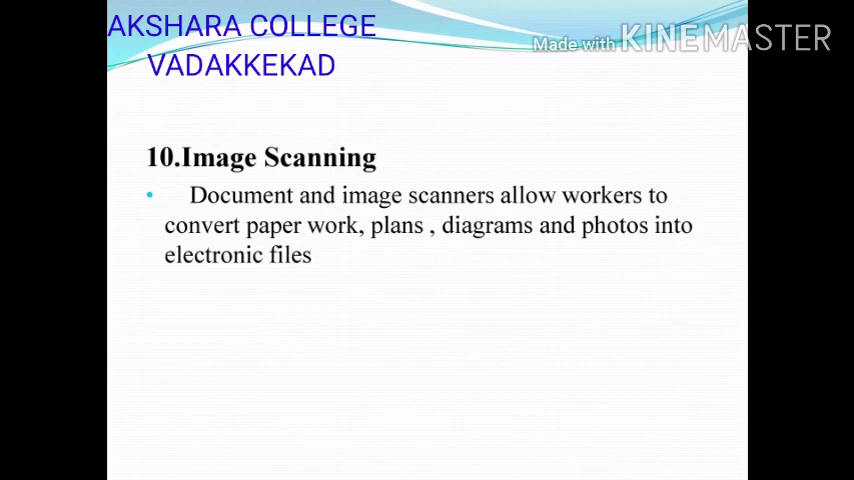 AKSHARA COLLEGE
VADAKKEKAD
Made with KINEMASTER
10.Image Scanning
• Document and image scanners allow workers to
convert paper work, plans , diagrams and photos into
electronic files